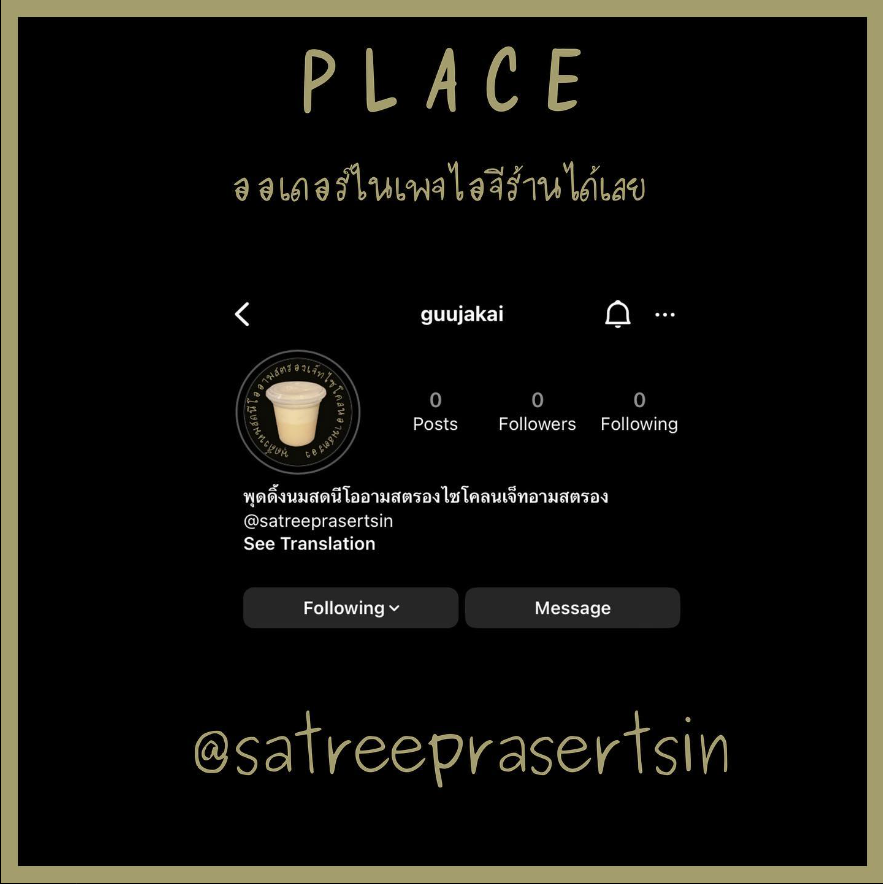 PLACE
ออเดอร์ในเพจไอจีร้านได้เลย
guujakai
0 0 0
Posts Followers Following
พุดดิ้งนมสดนีโออามสตรองไซโคลนเจ็ทอามสตรอง
@satreeprasertsin
See Translation
Following Message
@satreeprasertsin